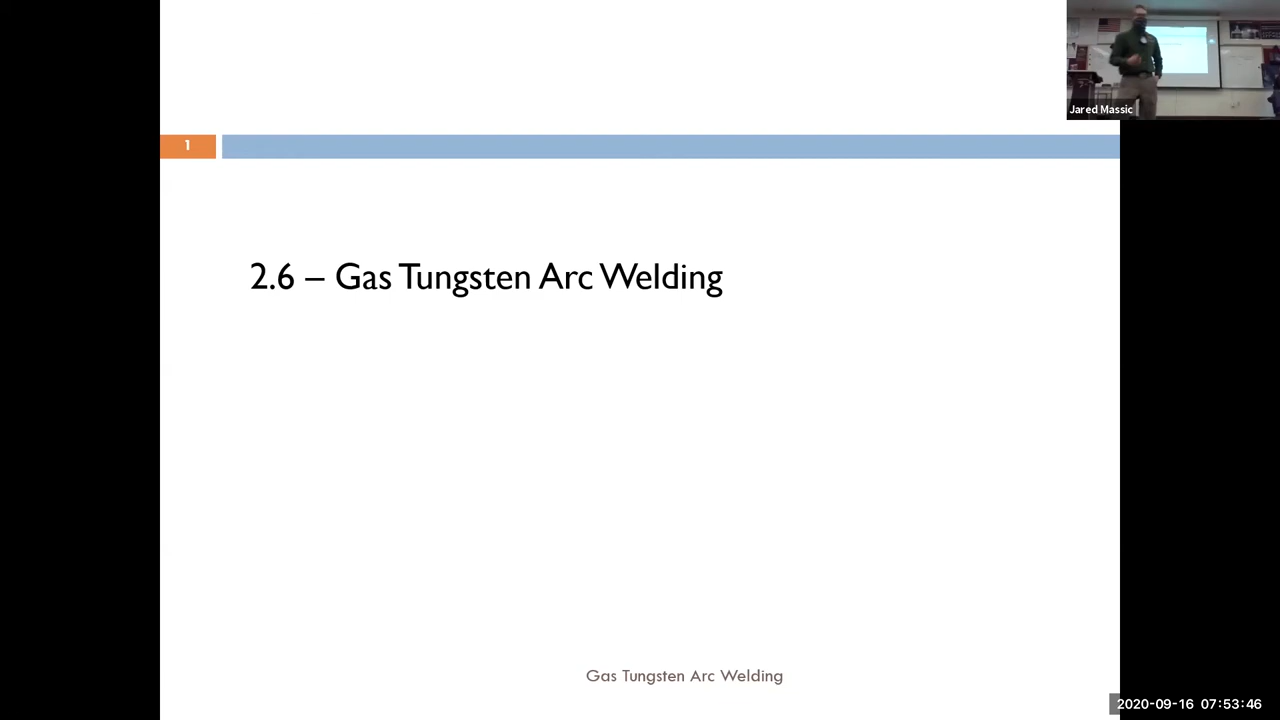 Jared Massic
1
2.6 – Gas Tungsten Arc Welding
Gas Tungsten Arc Welding
2020-09-16 07:53:46